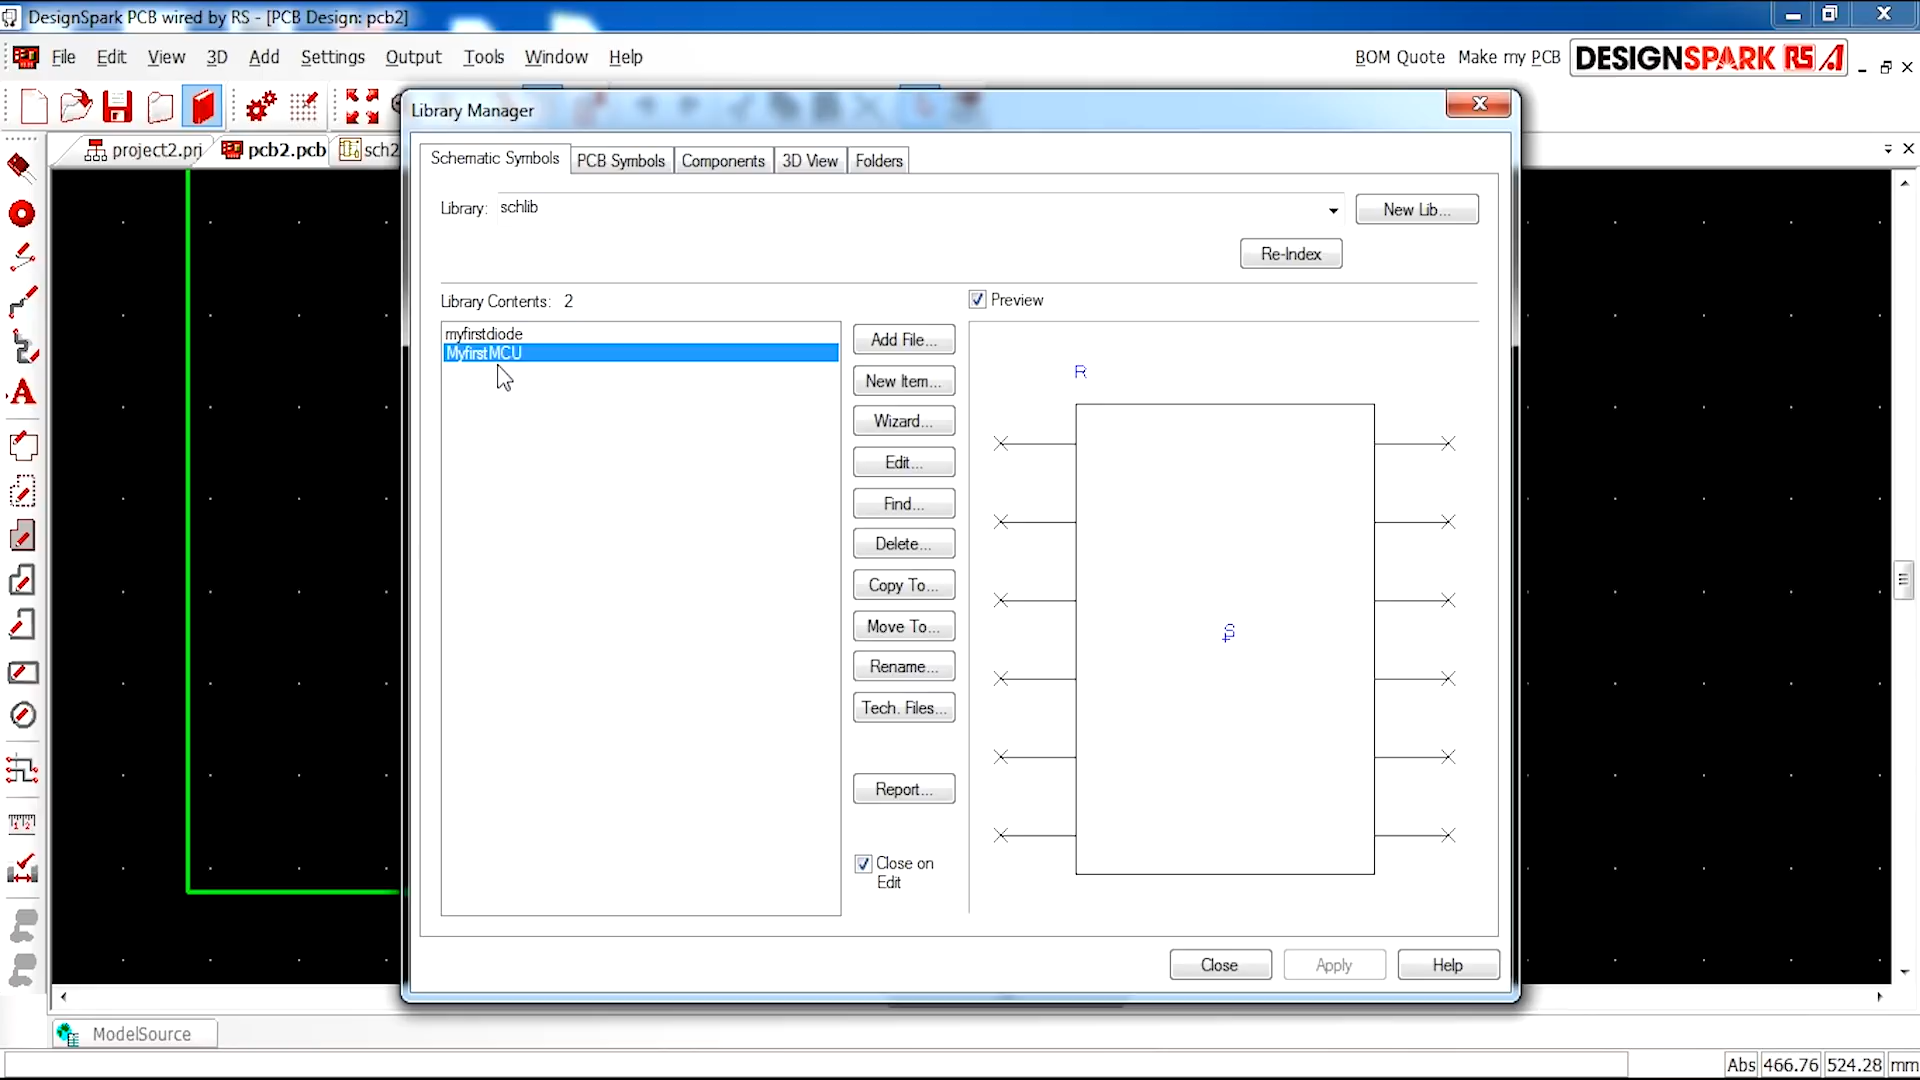 DesignSpark PCB wired by RS - [PCB Design: pcb2]
File Edit View 3D Add Settings Output Tools Window Help
BOM Quote Make my PCB DESIGNSPARK RS
Library Manager
project2.prj pcb2.pcb sch2
Schematic Symbols PCB Symbols Components 3D View Folders
Library: schlib New Lib...
Re-Index
Library Contents: 2
Preview
myfirstdiode
MyfirstMCU
Add File...
New Item...
Wizard...
Edit...
Find...
Delete...
Copy To...
Move To...
Rename...
Tech. Files...
Report...
Close on
Edit
R
S
Close Apply Help
ModelSource
Abs 466.76 524.28 mm